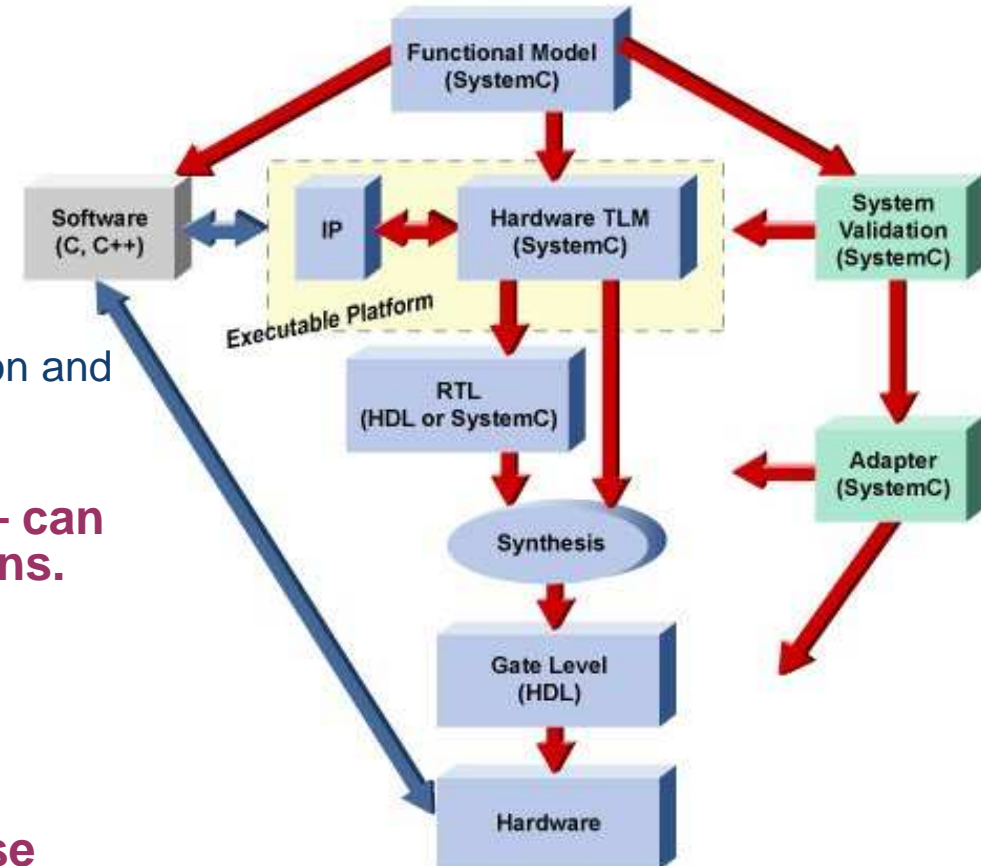 Functional Model
(SystemC)
Software
(C, C++)
IP
Hardware TLM
(SystemC)
System
Validation
(SystemC)
Executable Platform
on and
RTL
(HDL or SystemC)
Adapter
(SystemC)
- can
ns.
Synthesis
Gate Level
(HDL)
Hardware
se